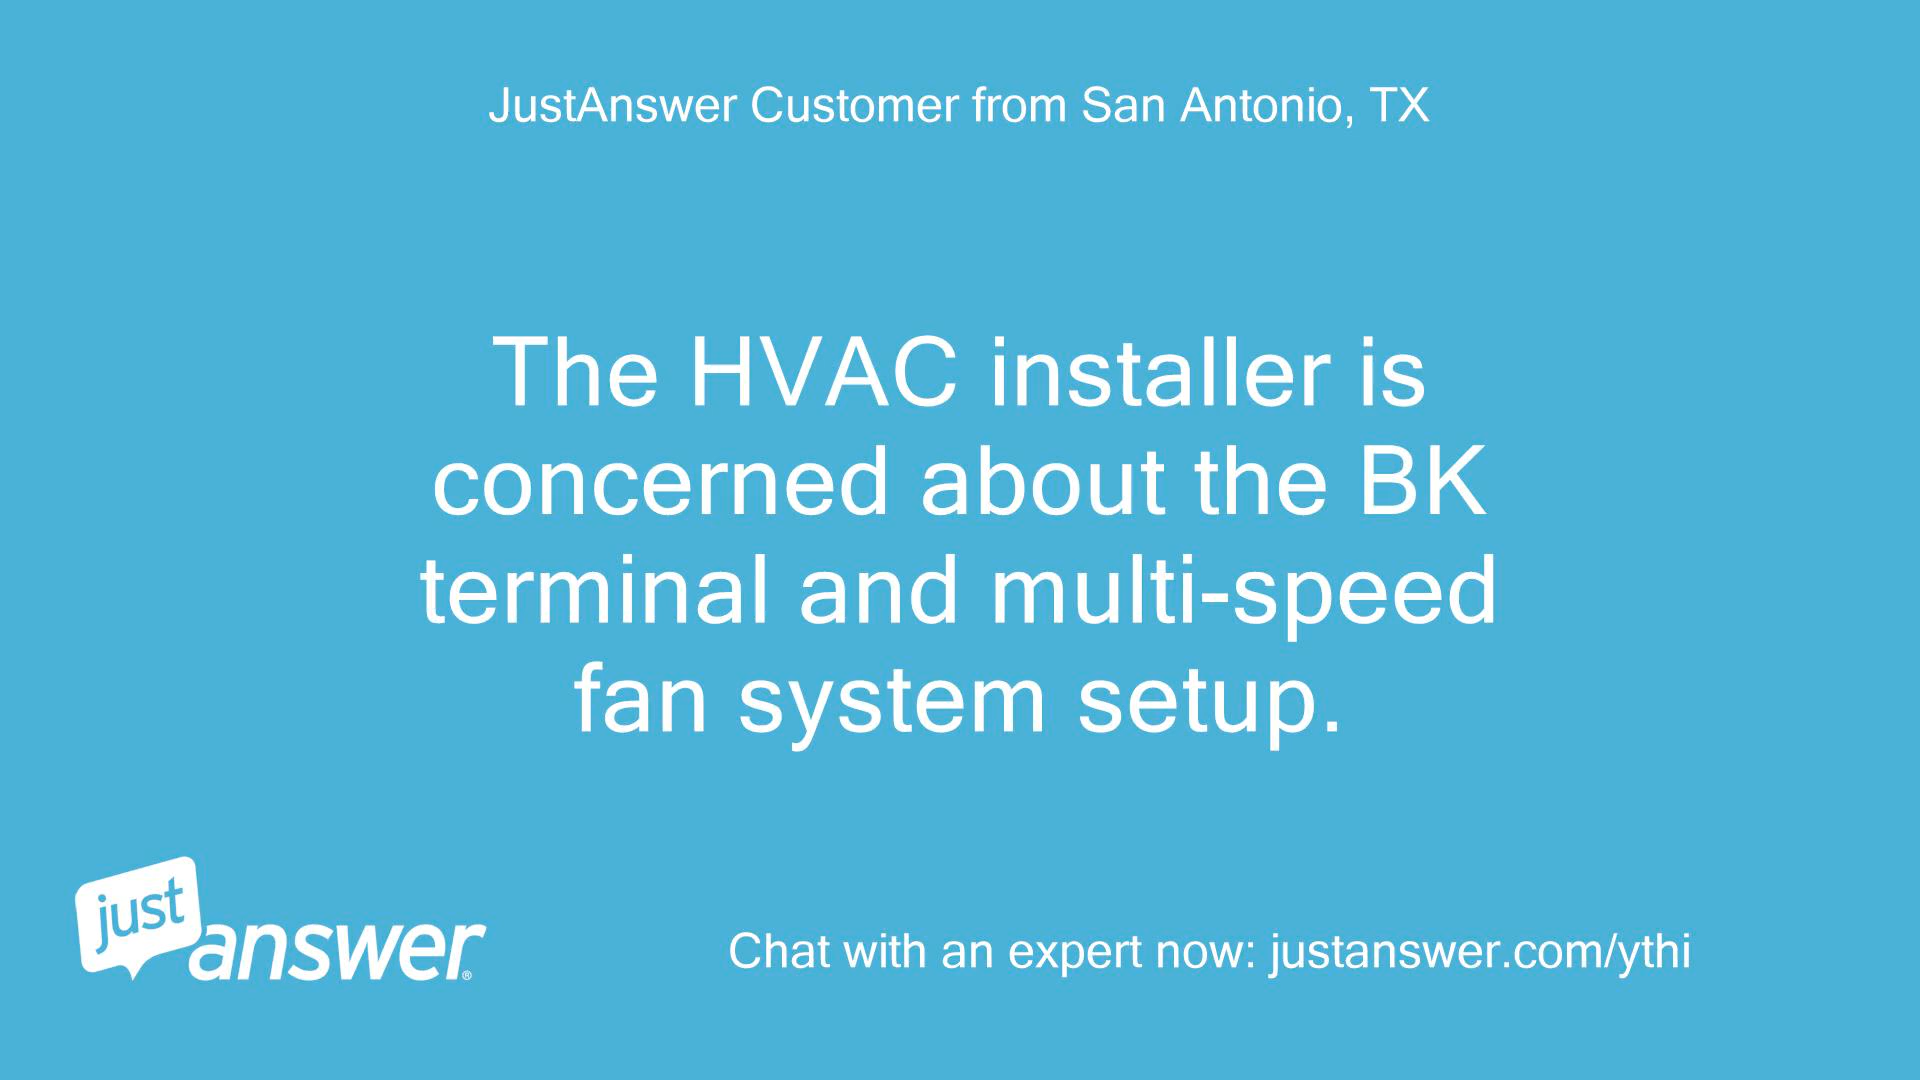 JustAnswer Customer from San Antonio, TX
The HVAC installer is
concerned about the BK
terminal and multi-speed
fan system setup.
just
answer®
Chat with an expert now: justanswer.com/ythi